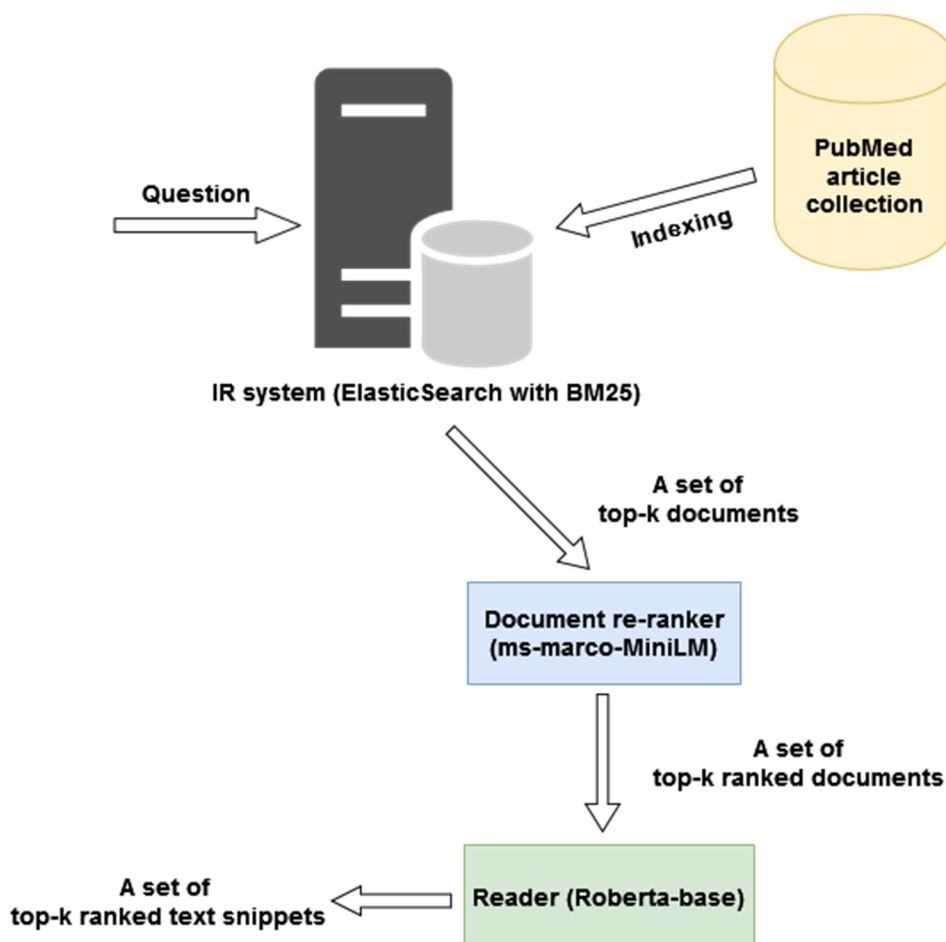 PubMed
article
collection
Question
Indexing
IR system (ElasticSearch with BM25)
A set of
top-k documents
Document re-ranker
(ms-marco-MiniLM)
A set of
top-k ranked documents
Reader (Roberta-base)
A set of
top-k ranked text snippets